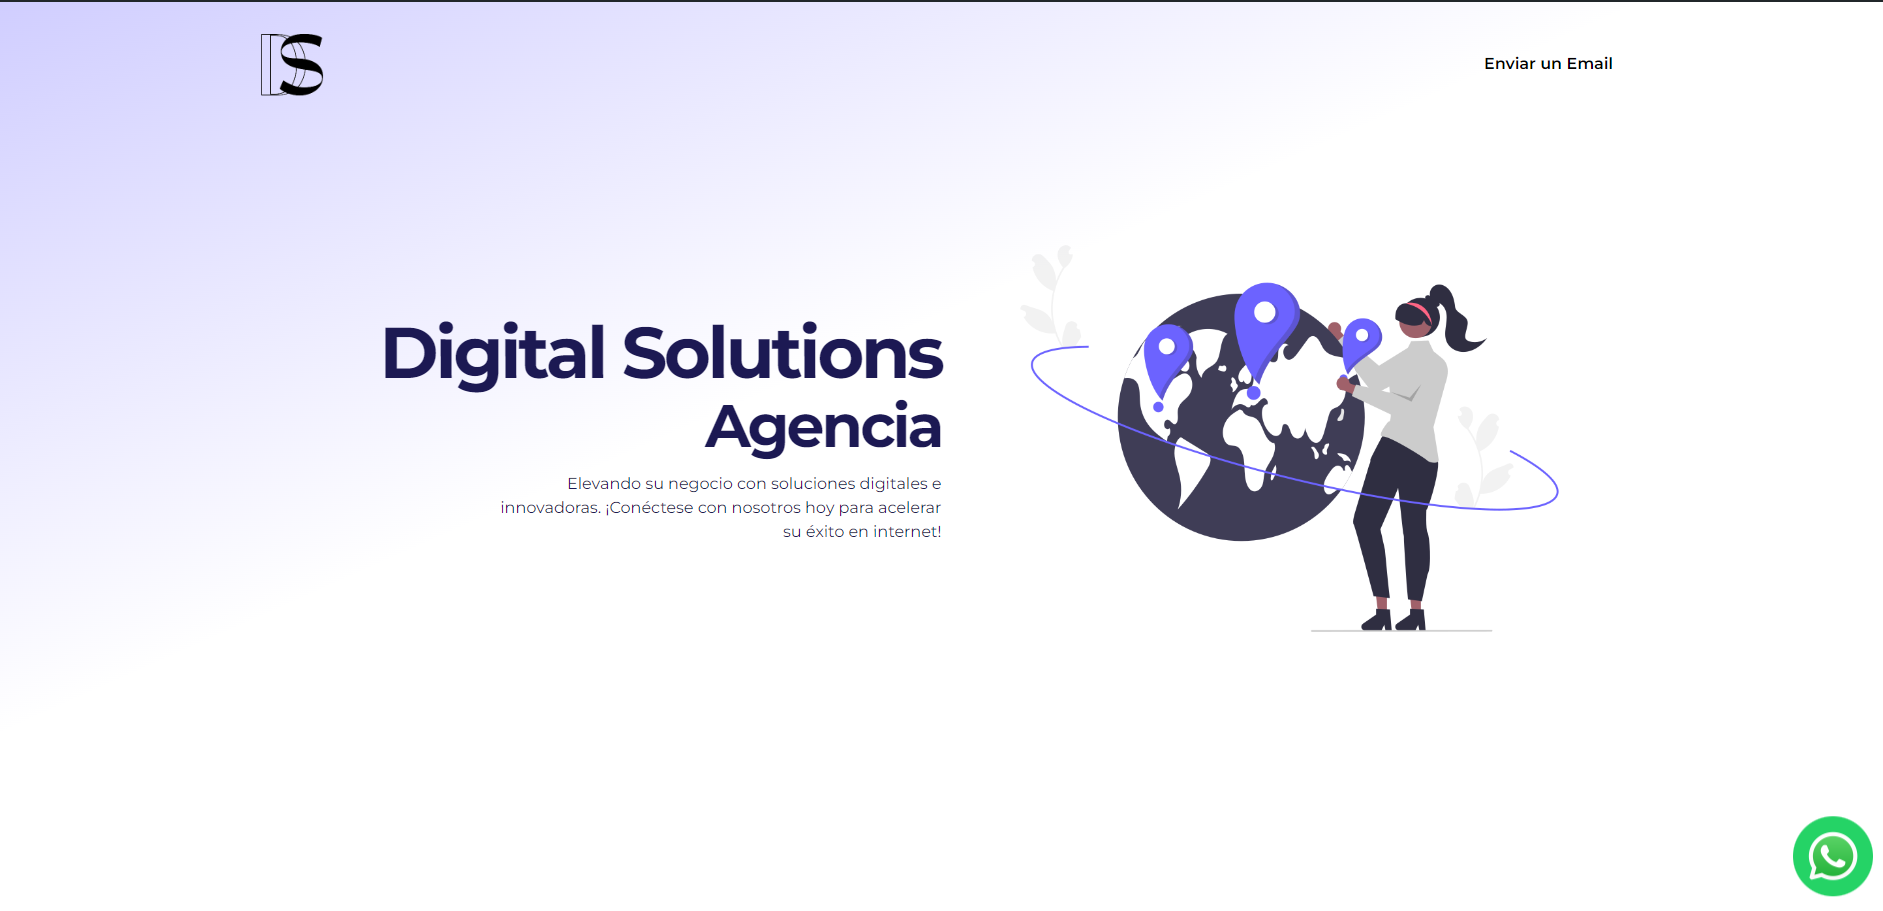 DS
Enviar un Email
Digital Solutions
Agencia
Elevando su negocio con soluciones digitales e
innovadoras. ¡Conéctese con nosotros hoy para acelerar
su éxito en internet!